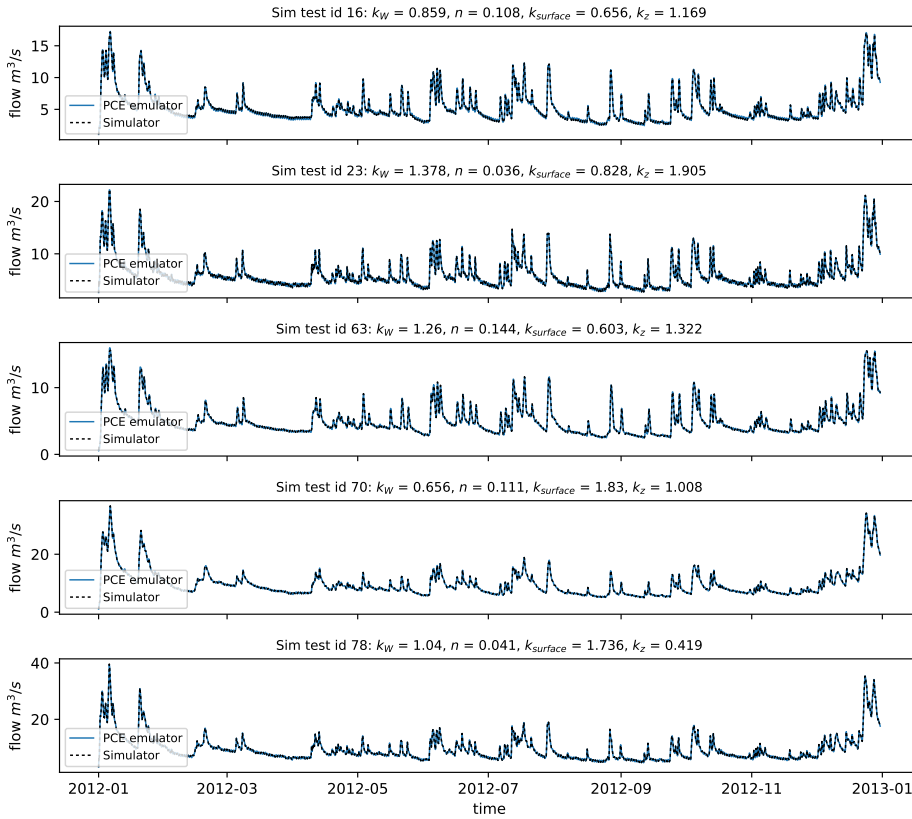 Sim test id 16: k_W = 0.859, n = 0.108, k_surface = 0.656, k_z = 1.169
flow m^3/s
15
10
5
PCE emulator
Simulator
Sim test id 23: k_W = 1.378, n = 0.036, k_surface = 0.828, k_z = 1.905
flow m^3/s
20
10
PCE emulator
Simulator
Sim test id 63: k_W = 1.26, n = 0.144, k_surface = 0.603, k_z = 1.322
flow m^3/s
10
0
PCE emulator
Simulator
Sim test id 70: k_W = 0.656, n = 0.111, k_surface = 1.83, k_z = 1.008
flow m^3/s
20
0
PCE emulator
Simulator
Sim test id 78: k_W = 1.04, n = 0.041, k_surface = 1.736, k_z = 0.419
flow m^3/s
40
20
PCE emulator
Simulator
2012-01 2012-03 2012-05 2012-07 2012-09 2012-11 2013-01
time